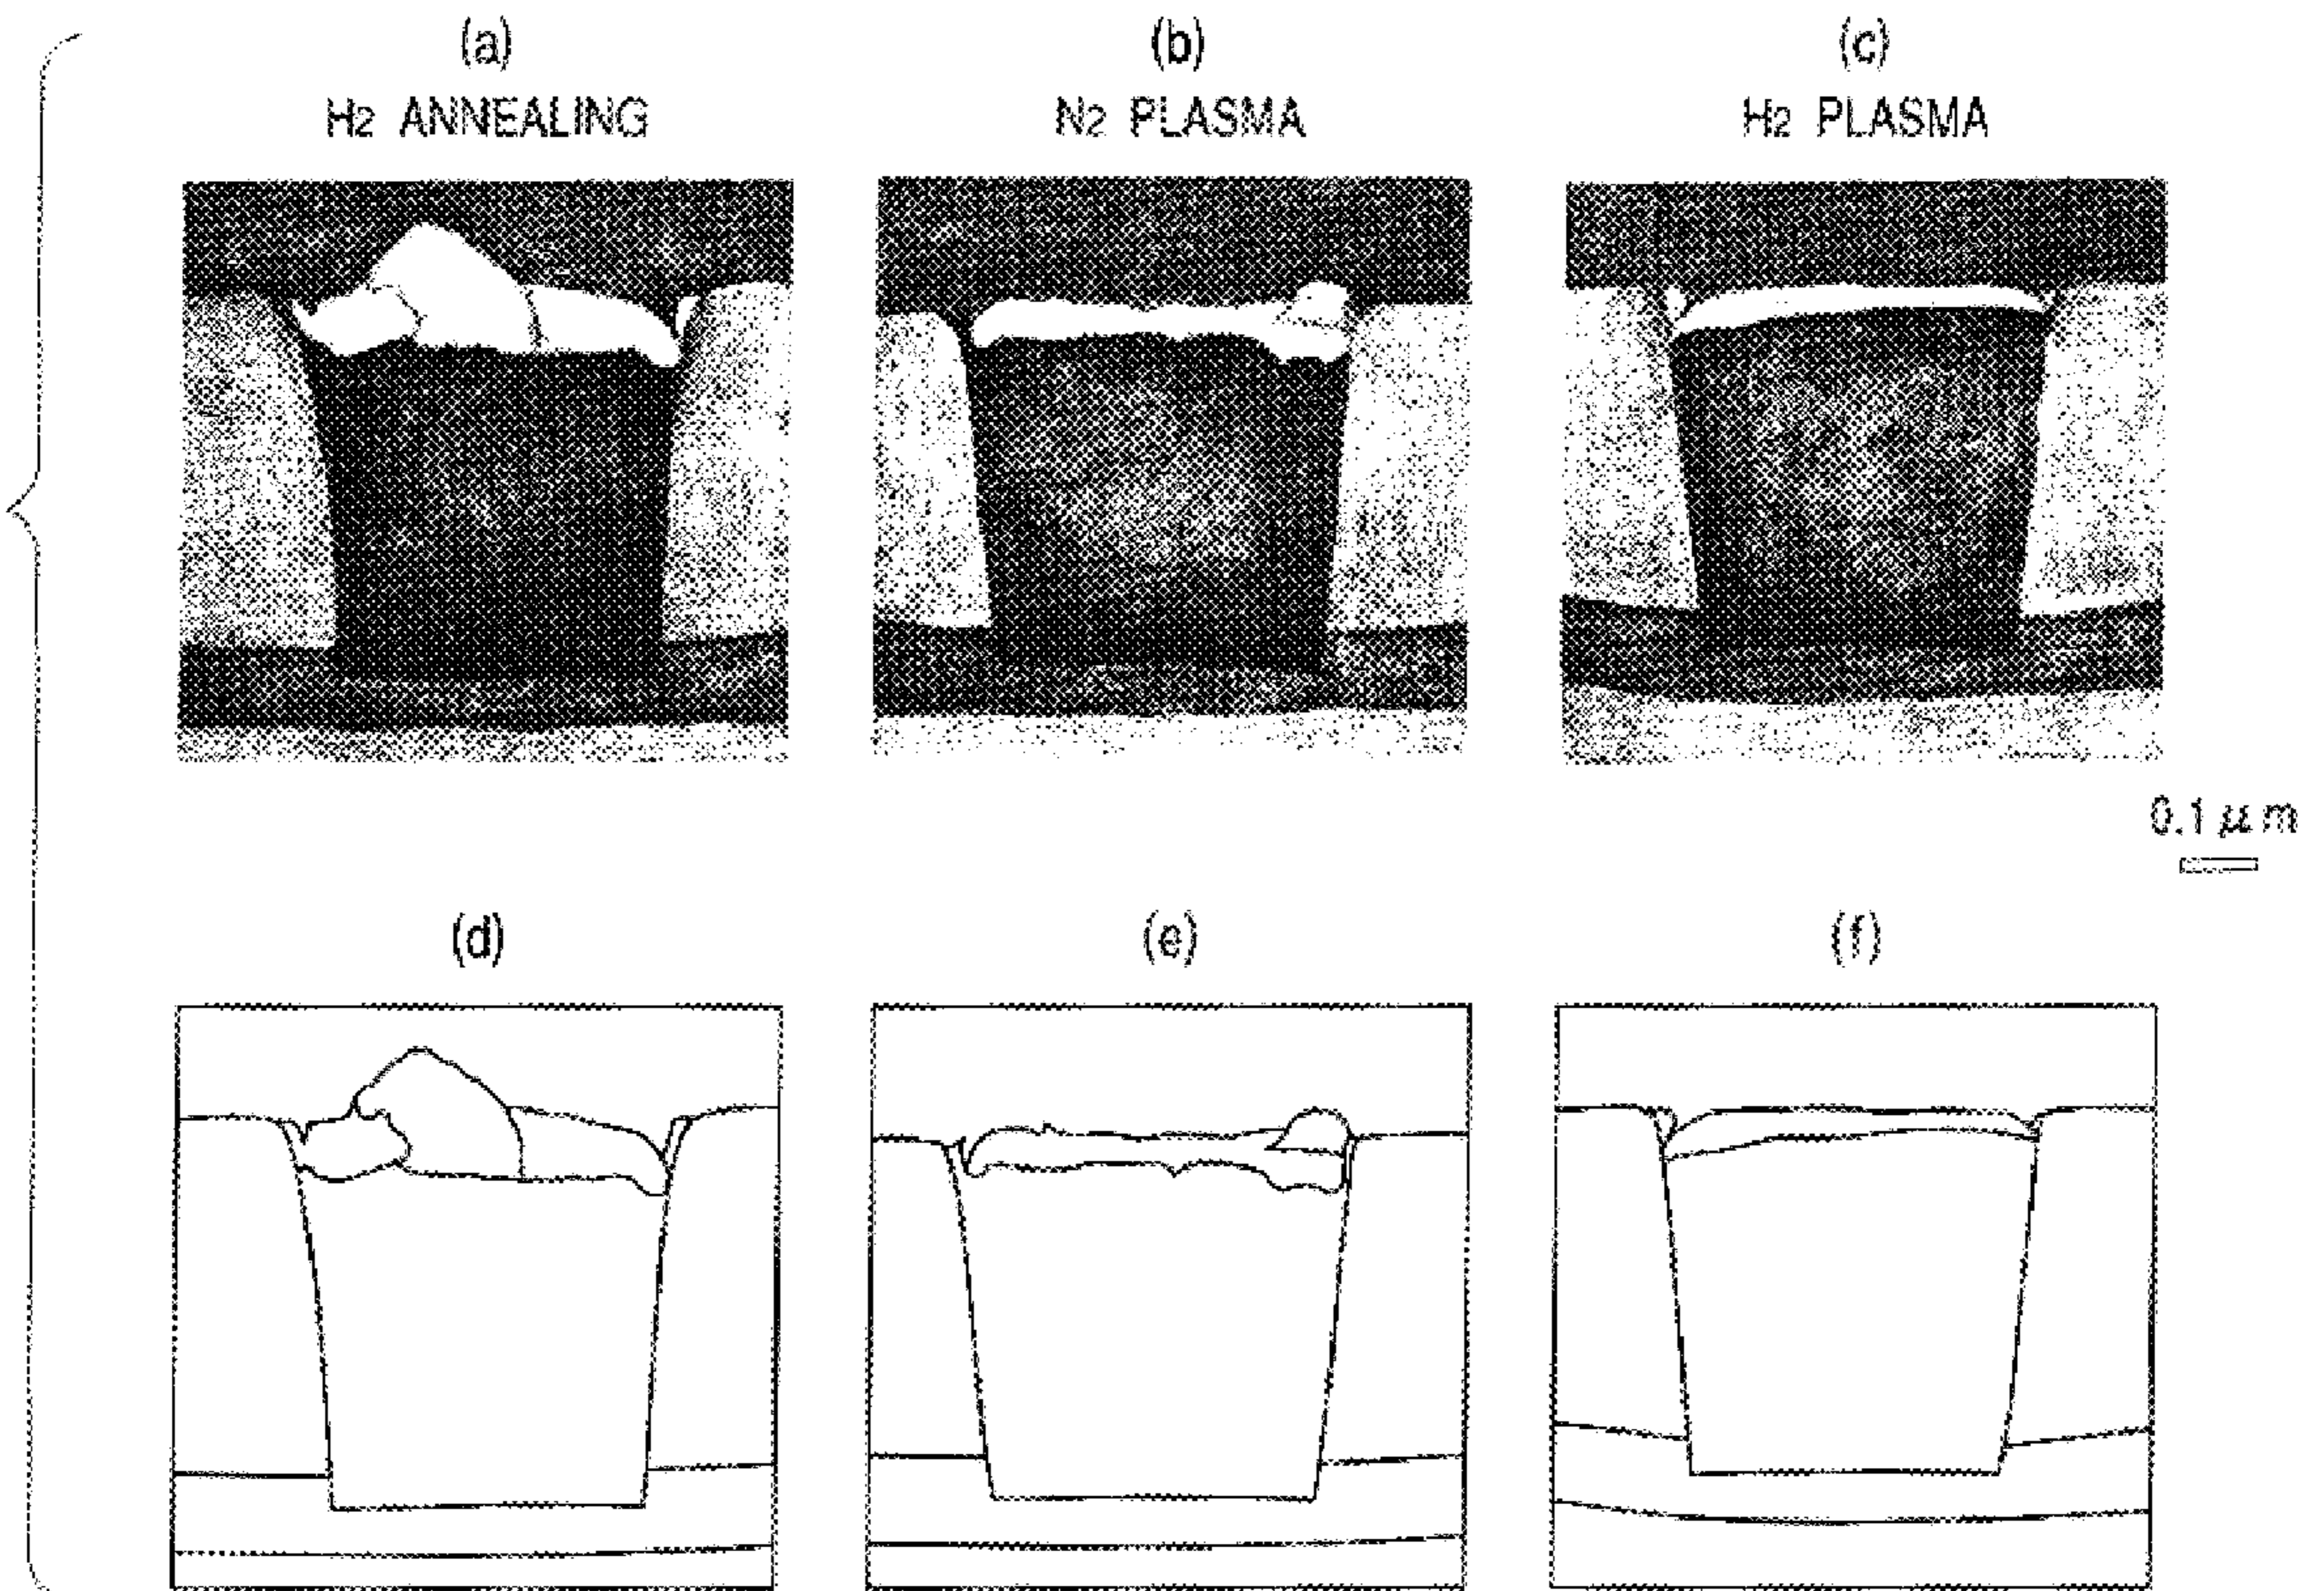 (a)
H2 ANNEALING
(b)
N2 PLASMA
(c)
H2 PLASMA
0.1 μm
(d)
(e)
(f)